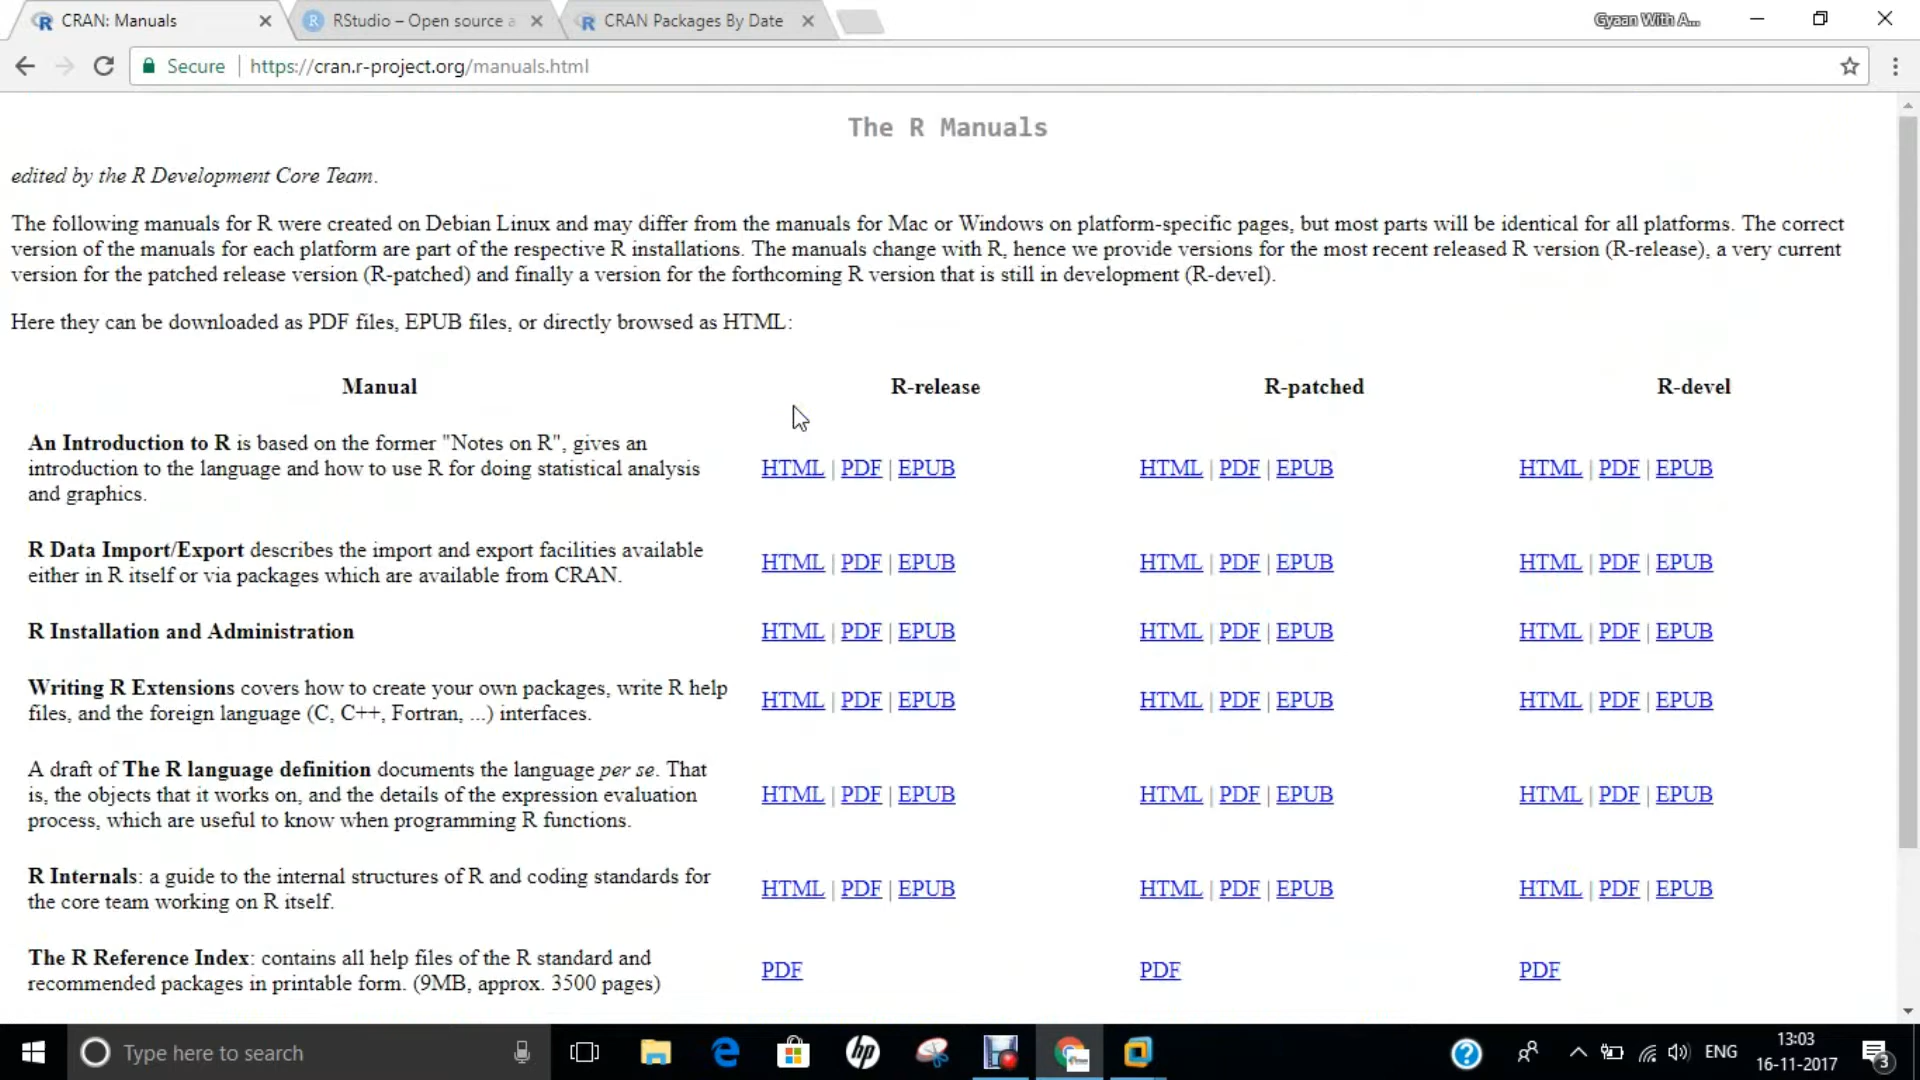 CRAN: Manuals
RStudio – Open source a
CRAN Packages By Date
Gyaan With A...
Secure
https://cran.r-project.org/manuals.html
The R Manuals
edited by the R Development Core Team.
The following manuals for R were created on Debian Linux and may differ from the manuals for Mac or Windows on platform-specific pages, but most parts will be identical for all platforms. The correct
version of the manuals for each platform are part of the respective R installations. The manuals change with R, hence we provide versions for the most recent released R version (R-release), a very current
version for the patched release version (R-patched) and finally a version for the forthcoming R version that is still in development (R-devel).
Here they can be downloaded as PDF files, EPUB files, or directly browsed as HTML:
Manual R-release R-patched R-devel
An Introduction to R is based on the former "Notes on R", gives an
introduction to the language and how to use R for doing statistical analysis
and graphics.
HTML | PDF | EPUB HTML | PDF | EPUB HTML | PDF | EPUB
R Data Import/Export describes the import and export facilities available
either in R itself or via packages which are available from CRAN.
HTML | PDF | EPUB HTML | PDF | EPUB HTML | PDF | EPUB
R Installation and Administration HTML | PDF | EPUB HTML | PDF | EPUB HTML | PDF | EPUB
Writing R Extensions covers how to create your own packages, write R help
files, and the foreign language (C, C++, Fortran, ...) interfaces.
HTML | PDF | EPUB HTML | PDF | EPUB HTML | PDF | EPUB
A draft of The R language definition documents the language per se. That
is, the objects that it works on, and the details of the expression evaluation
process, which are useful to know when programming R functions.
HTML | PDF | EPUB HTML | PDF | EPUB HTML | PDF | EPUB
R Internals: a guide to the internal structures of R and coding standards for
the core team working on R itself.
HTML | PDF | EPUB HTML | PDF | EPUB HTML | PDF | EPUB
The R Reference Index: contains all help files of the R standard and
recommended packages in printable form. (9MB, approx. 3500 pages)
PDF PDF PDF
Type here to search
hp
ENG
13:03
16-11-2017
3